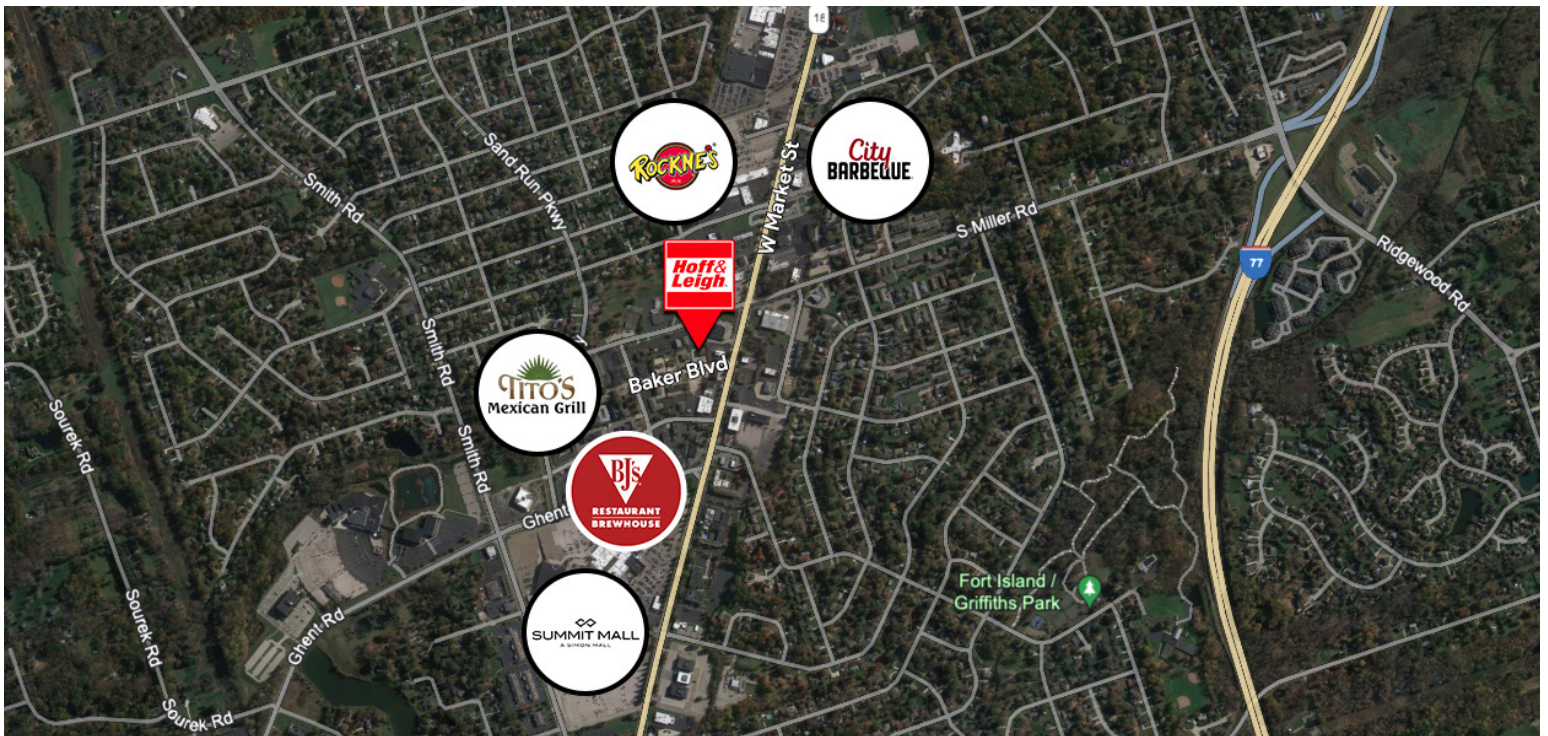 18
Sand Run Pkwy
Smith Rd
ROCKNE'S
PUB
W Market St
City
BARBEQUE
S Miller Rd
Hoff&
Leigh
77
Ridgewood Rd
Smith Rd
Baker Blvd
TITO'S
Mexican Grill
Sourek Rd
Smith Rd
BJ's
RESTAURANT
BREWHOUSE
Ghent
Fort Island /
Griffiths Park
Sourek Rd
Ghent Rd
SUMMIT MALL
A SIMON MALL
Sourek Rd